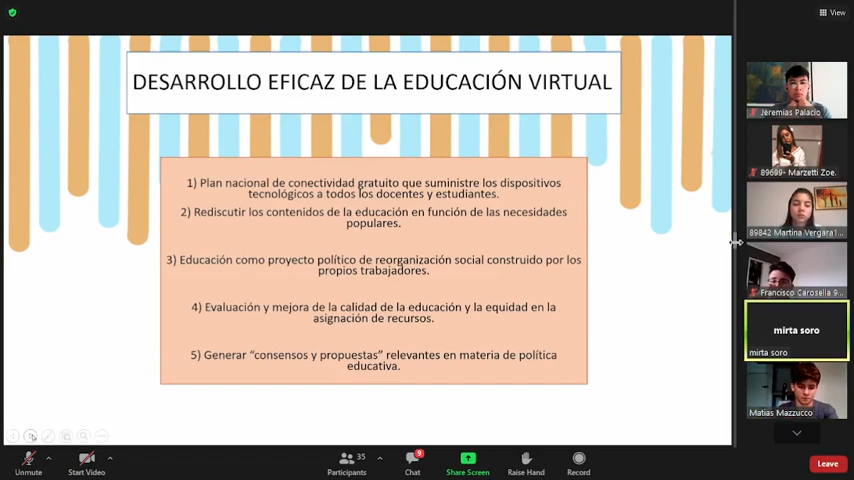 View
DESARROLLO EFICAZ DE LA EDUCACIÓN VIRTUAL
1) Plan nacional de conectividad gratuito que suministre los dispositivos
tecnológicos a todos los docentes y estudiantes.
2) Rediscutir los contenidos de la educación en función de las necesidades
populares.
3) Educación como proyecto político de reorganización social construido por los
propios trabajadores.
4) Evaluación y mejora de la calidad de la educación y la equidad en la
asignación de recursos.
5) Generar “consensos y propuestas” relevantes en materia de política
educativa.
Jeremias Palacio
89699- Marzetti Zoe.
89842 Martina Vergara1...
Francisco Carosella 9...
mirta soro
mirta soro
Matias Mazzucco
Unmute
Start Video
35
Participants
9
Chat
Share Screen
Raise Hand
Record
Leave